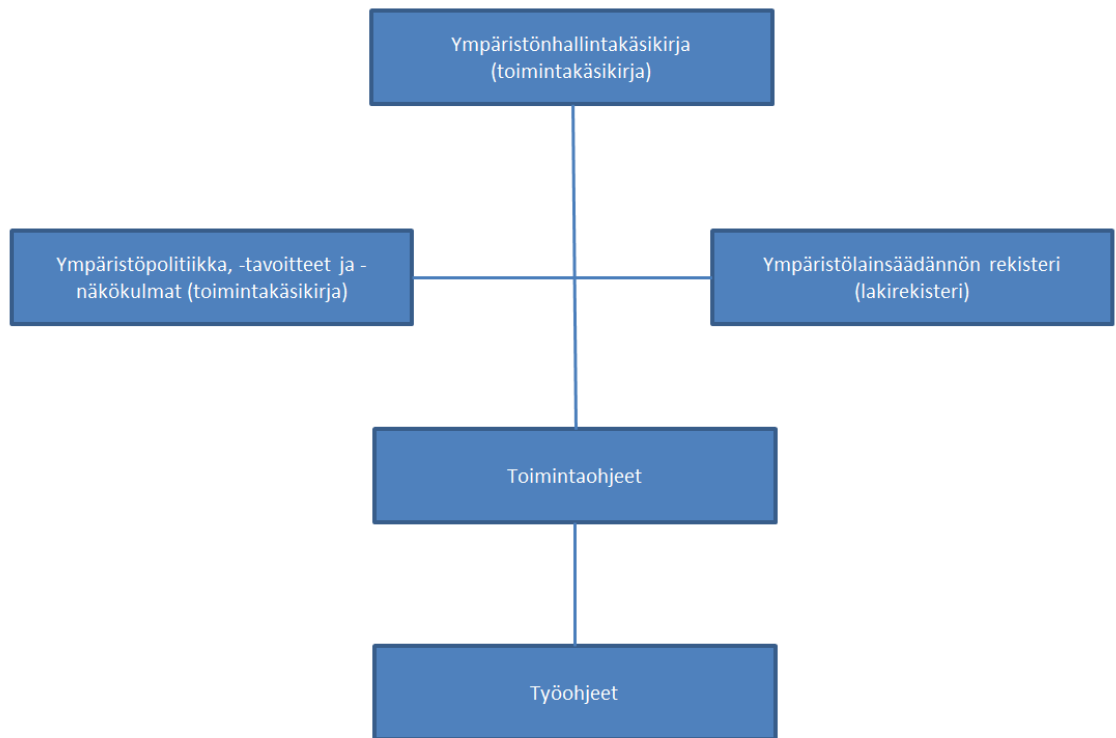 Ympäristönhallintakäsikirja
(toimintakäsikirja)
Ympäristöpolitiikka, -tavoitteet ja -
näkökulmat (toimintakäsikirja)
Ympäristölainsäädännön rekisteri
(lakirekisteri)
Toimintaohjeet
Työohjeet